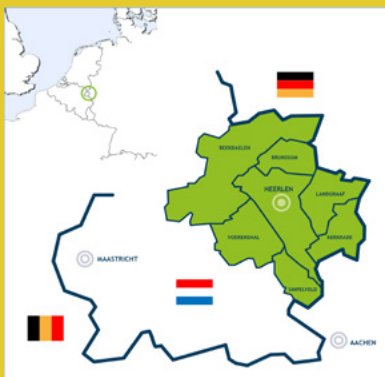 BEEKDAELEN
BRUNSSUM
HEERLEN
LANDGRAAF
VOERENDAAL
KERKRADE
SIMPELVELD
MAASTRICHT
AACHEN